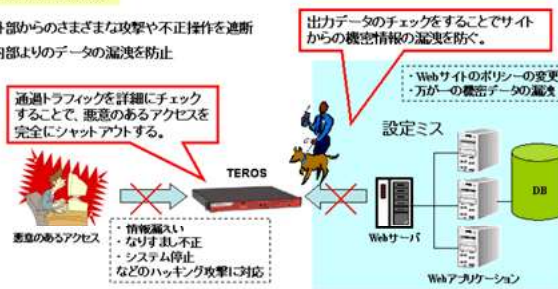 外部からのさまざまな攻撃や不正操作を遮断
内部よりのデータの漏洩を防止
出力データのチェックをすることでサイト
からの機密情報の漏洩を防ぐ。
・Webサイトのポリシーの変更
・万が一の機密データの漏洩
通過トラフィックを詳細にチェック
することで、悪意のあるアクセスを
完全にシャットアウトする。
設定ミス
TEROS
DB
悪意のあるアクセス
・情報漏えい
・なりすまし不正
・システム停止
などのハッキング攻撃に対応
Webサーバ
Webアプリケーション